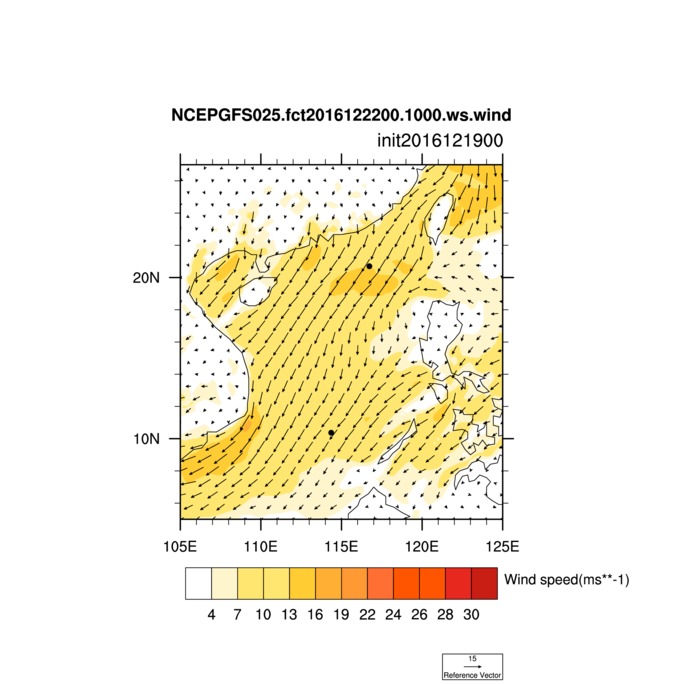 NCEPGFS025.fct2016122200.1000.ws.wind
init2016121900
20N
10N
105E 110E 115E 120E 125E
Wind speed(ms**-1)
4 7 10 13 16 19 22 24 26 28 30
15
Reference Vector